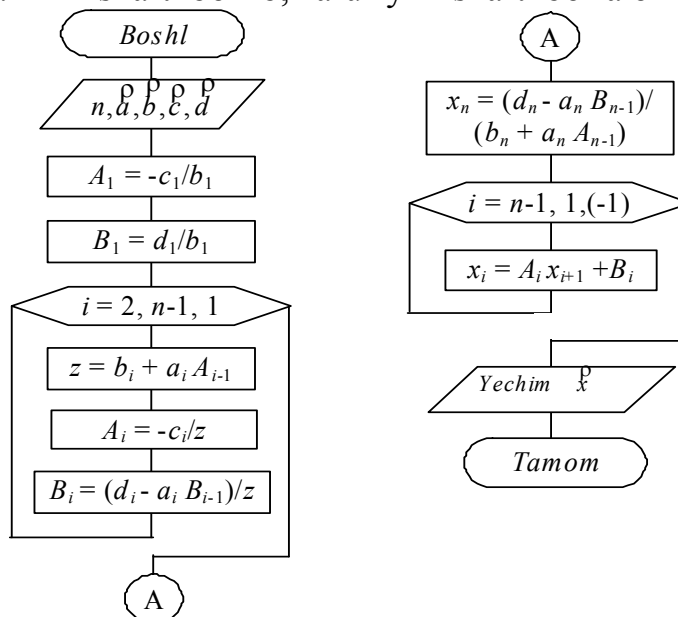 Boshl
n, a, b, c, d
A₁ = -c₁/b₁
B₁ = d₁/b₁
i = 2, n-1, 1
z = bᵢ + aᵢ Aᵢ₋₁
Aᵢ = -cᵢ/z
Bᵢ = (dᵢ - aᵢ Bᵢ₋₁)/z
A
A
xₙ = (dₙ - aₙ Bₙ₋₁)/
(bₙ + aₙ Aₙ₋₁)
i = n-1, 1,(-1)
xᵢ = Aᵢ xᵢ₊₁ +Bᵢ
Yechim x
Tamom